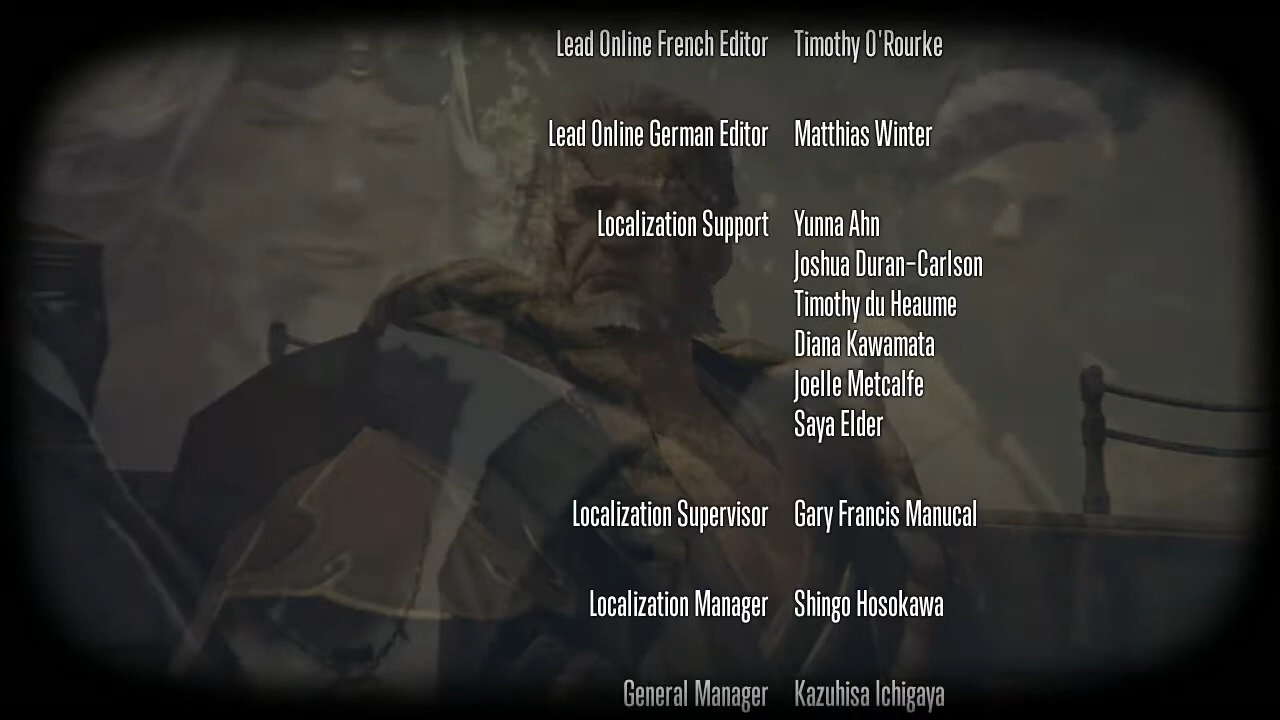 Lead Online French Editor Timothy O'Rourke
Lead Online German Editor Matthias Winter
Localization Support Yunna Ahn
Joshua Duran-Carlson
Timothy du Heaume
Diana Kawamata
Joelle Metcalfe
Saya Elder
Localization Supervisor Gary Francis Manucal
Localization Manager Shingo Hosokawa
General Manager Kazuhisa Ichigaya